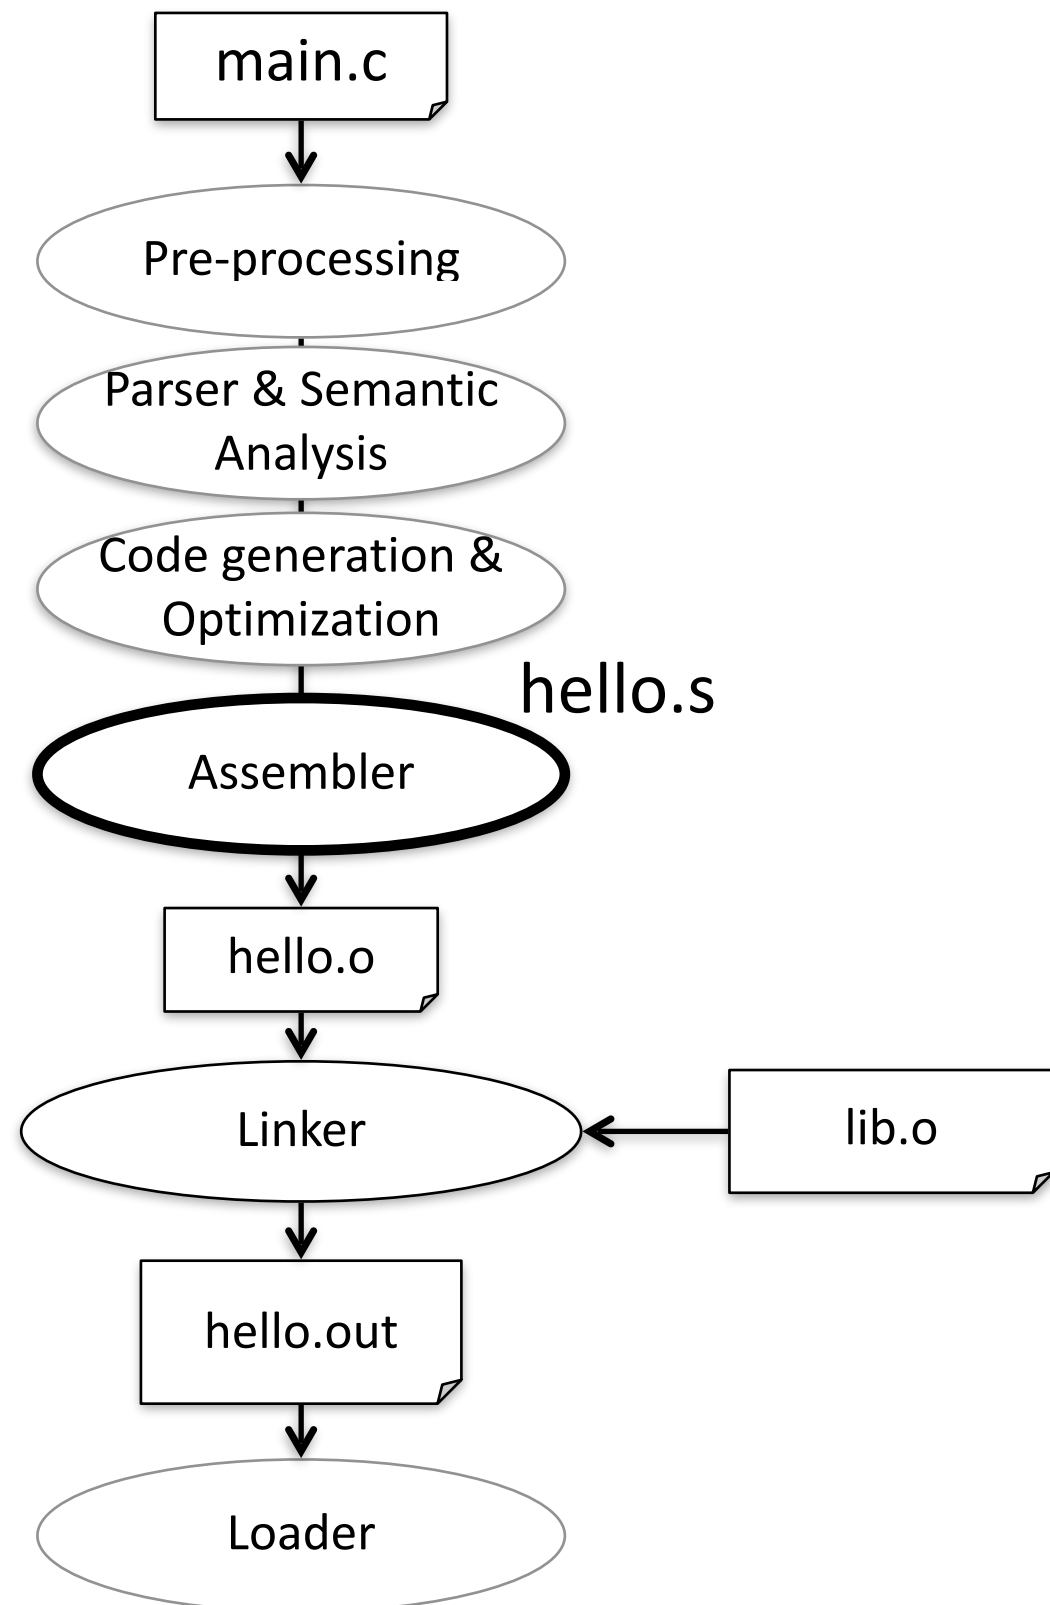 main.c
Pre-processing
Parser & Semantic
Analysis
Code generation &
Optimization
hello.s
Assembler
hello.o
Linker
lib.o
hello.out
Loader